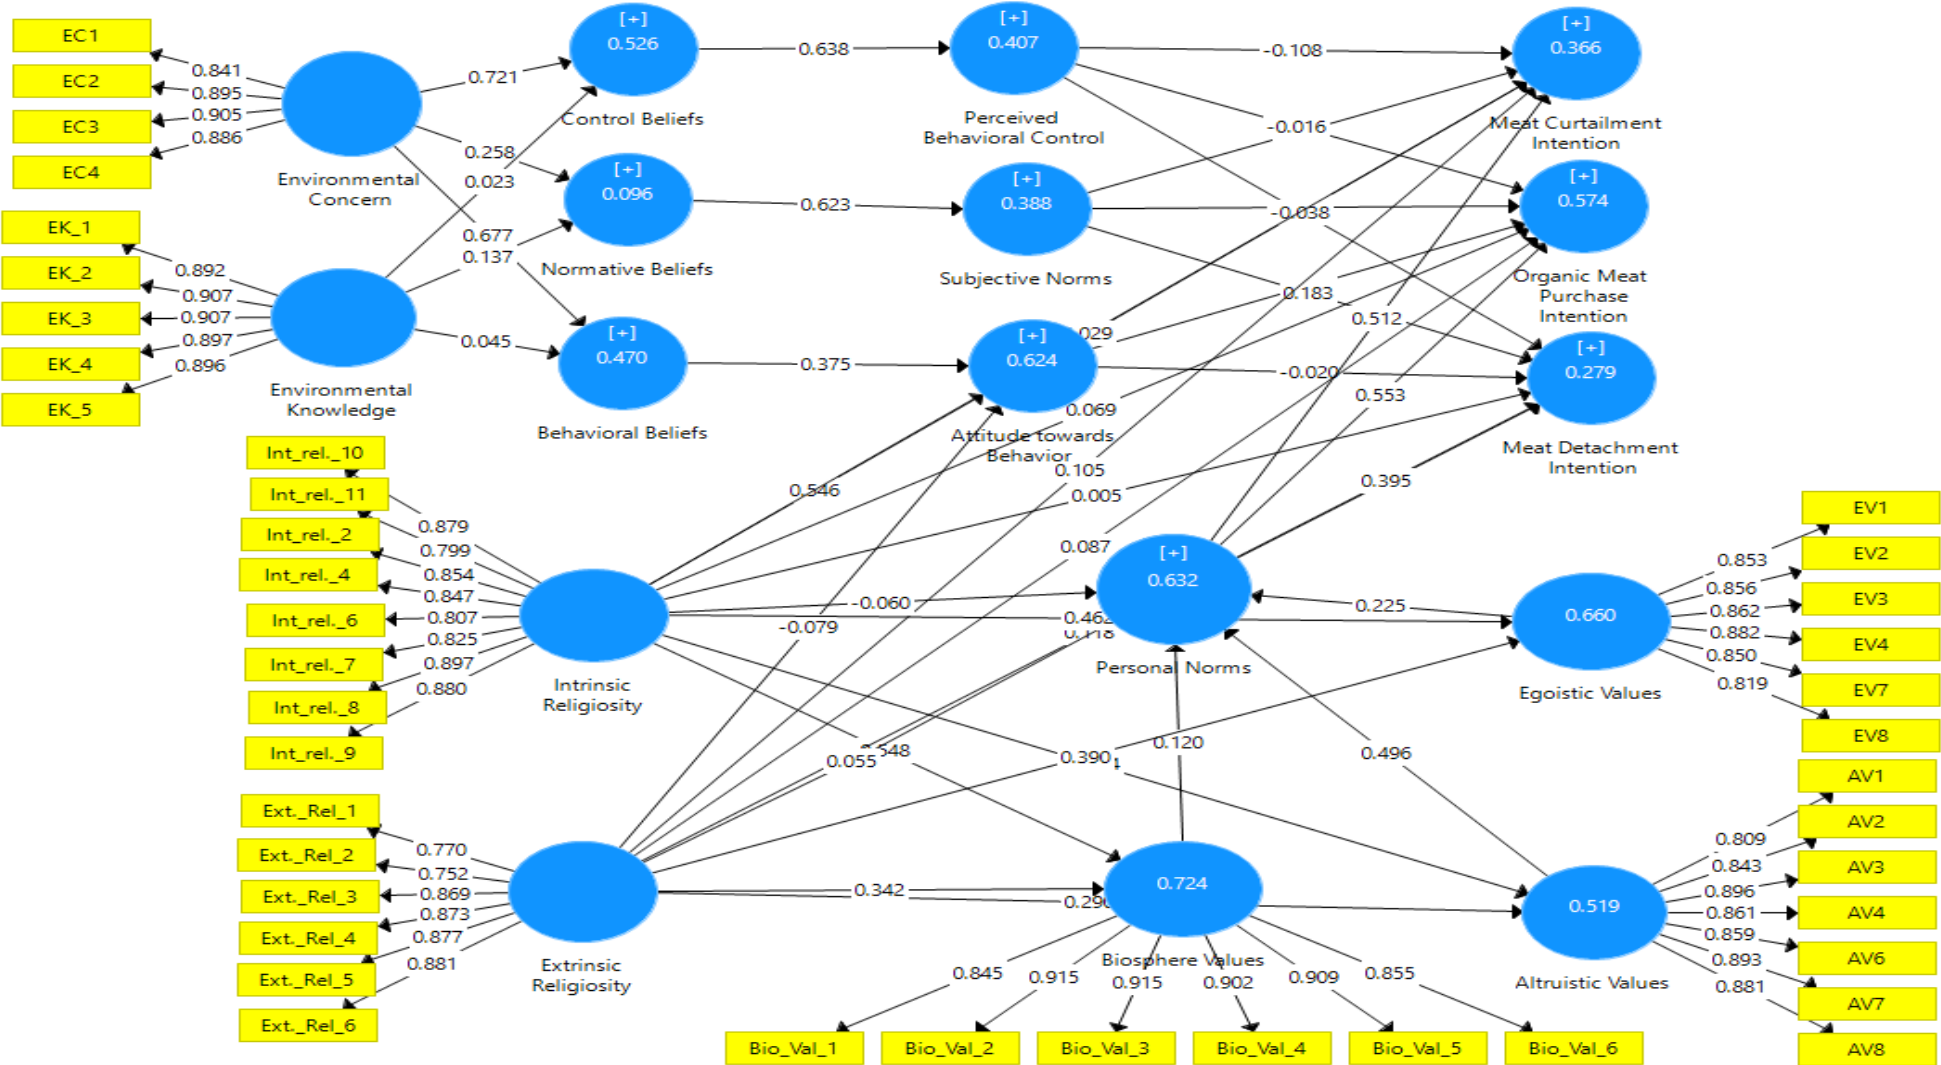 EC1
EC2
EC3
EC4
0.841
0.895
0.905
0.886
Environmental
Concern
EK_1
EK_2
EK_3
EK_4
EK_5
0.892
0.907
0.907
0.897
0.896
Environmental
Knowledge
0.721
0.258
0.023
0.677
0.137
0.045
[+]
0.526
Control Beliefs
[+]
0.096
Normative Beliefs
[+]
0.470
Behavioral Beliefs
0.638
0.623
0.375
[+]
0.407
Perceived
Behavioral Control
[+]
0.388
Subjective Norms
[+]
0.624
Attitude towards
Behavior
-0.108
-0.016
-0.038
0.183
0.512
029
-0.020
0.553
0.069
0.105
0.005
0.395
0.087
[+]
0.366
Meat Curtailment
Intention
[+]
0.574
Organic Meat
Purchase
Intention
[+]
0.279
Meat Detachment
Intention
Int_rel._10
Int_rel._11
Int_rel._2
Int_rel._4
Int_rel._6
Int_rel._7
Int_rel._8
Int_rel._9
0.879
0.799
0.854
0.847
0.807
0.825
0.897
0.880
Intrinsic
Religiosity
0.546
-0.060
-0.079
0.462
0.118
[+]
0.632
Personal Norms
0.225
0.660
Egoistic Values
0.853
0.856
0.862
0.882
0.850
0.819
EV1
EV2
EV3
EV4
EV7
EV8
548
0.055
0.390
0.120
0.496
Ext._Rel_1
Ext._Rel_2
Ext._Rel_3
Ext._Rel_4
Ext._Rel_5
Ext._Rel_6
0.770
0.752
0.869
0.873
0.877
0.881
Extrinsic
Religiosity
0.342
0.290
0.724
Biosphere Values
0.845
0.915
0.915
0.902
0.909
0.855
Bio_Val_1
Bio_Val_2
Bio_Val_3
Bio_Val_4
Bio_Val_5
Bio_Val_6
0.519
Altruistic Values
0.809
0.843
0.896
0.861
0.859
0.893
0.881
AV1
AV2
AV3
AV4
AV6
AV7
AV8